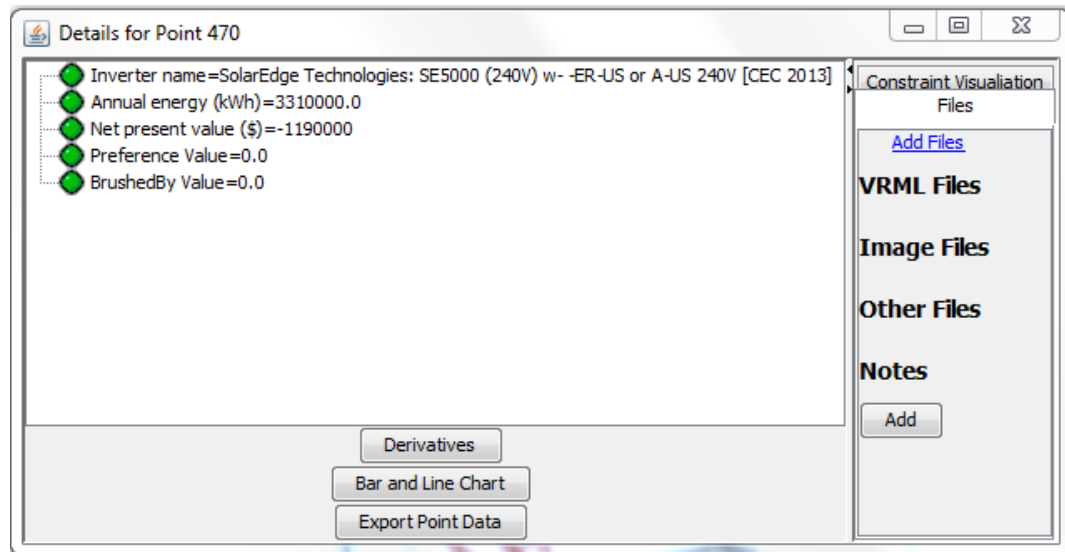 Details for Point 470
Inverter name=SolarEdge Technologies: SE5000 (240V) w- -ER-US or A-US 240V [CEC 2013]
Annual energy (kWh)=3310000.0
Net present value ($)=-1190000
Preference Value=0.0
BrushedBy Value=0.0
Derivatives
Bar and Line Chart
Export Point Data
Constraint Visualiation
Files
Add Files
VRML Files
Image Files
Other Files
Notes
Add